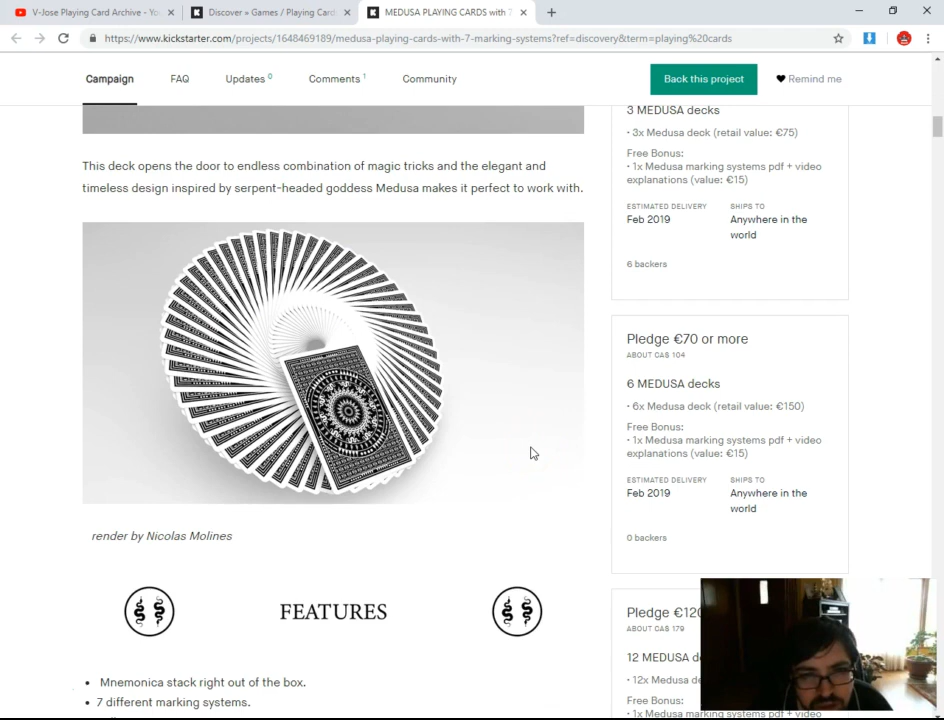 V-Jose Playing Card Archive - Yo
Discover » Games / Playing Card
MEDUSA PLAYING CARDS with 7
https://www.kickstarter.com/projects/1648469189/medusa-playing-cards-with-7-marking-systems?ref=discovery&term=playing%20cards
Campaign
FAQ
Updates 0
Comments 1
Community
Back this project
Remind me
This deck opens the door to endless combination of magic tricks and the elegant and
timeless design inspired by serpent-headed goddess Medusa makes it perfect to work with.
render by Nicolas Molines
FEATURES
• Mnemonica stack right out of the box.
• 7 different marking systems.
3 MEDUSA decks
• 3x Medusa deck (retail value: €75)
Free Bonus:
• 1x Medusa marking systems pdf + video
explanations (value: €15)
ESTIMATED DELIVERY
Feb 2019
SHIPS TO
Anywhere in the
world
6 backers
Pledge €70 or more
ABOUT CA$ 104
6 MEDUSA decks
• 6x Medusa deck (retail value: €150)
Free Bonus:
• 1x Medusa marking systems pdf + video
explanations (value: €15)
ESTIMATED DELIVERY
Feb 2019
SHIPS TO
Anywhere in the
world
0 backers
Pledge €120
ABOUT CA$ 179
12 MEDUSA d
• 12x Medusa de
Free Bonus:
• 1x Medusa marking systems pdf + video